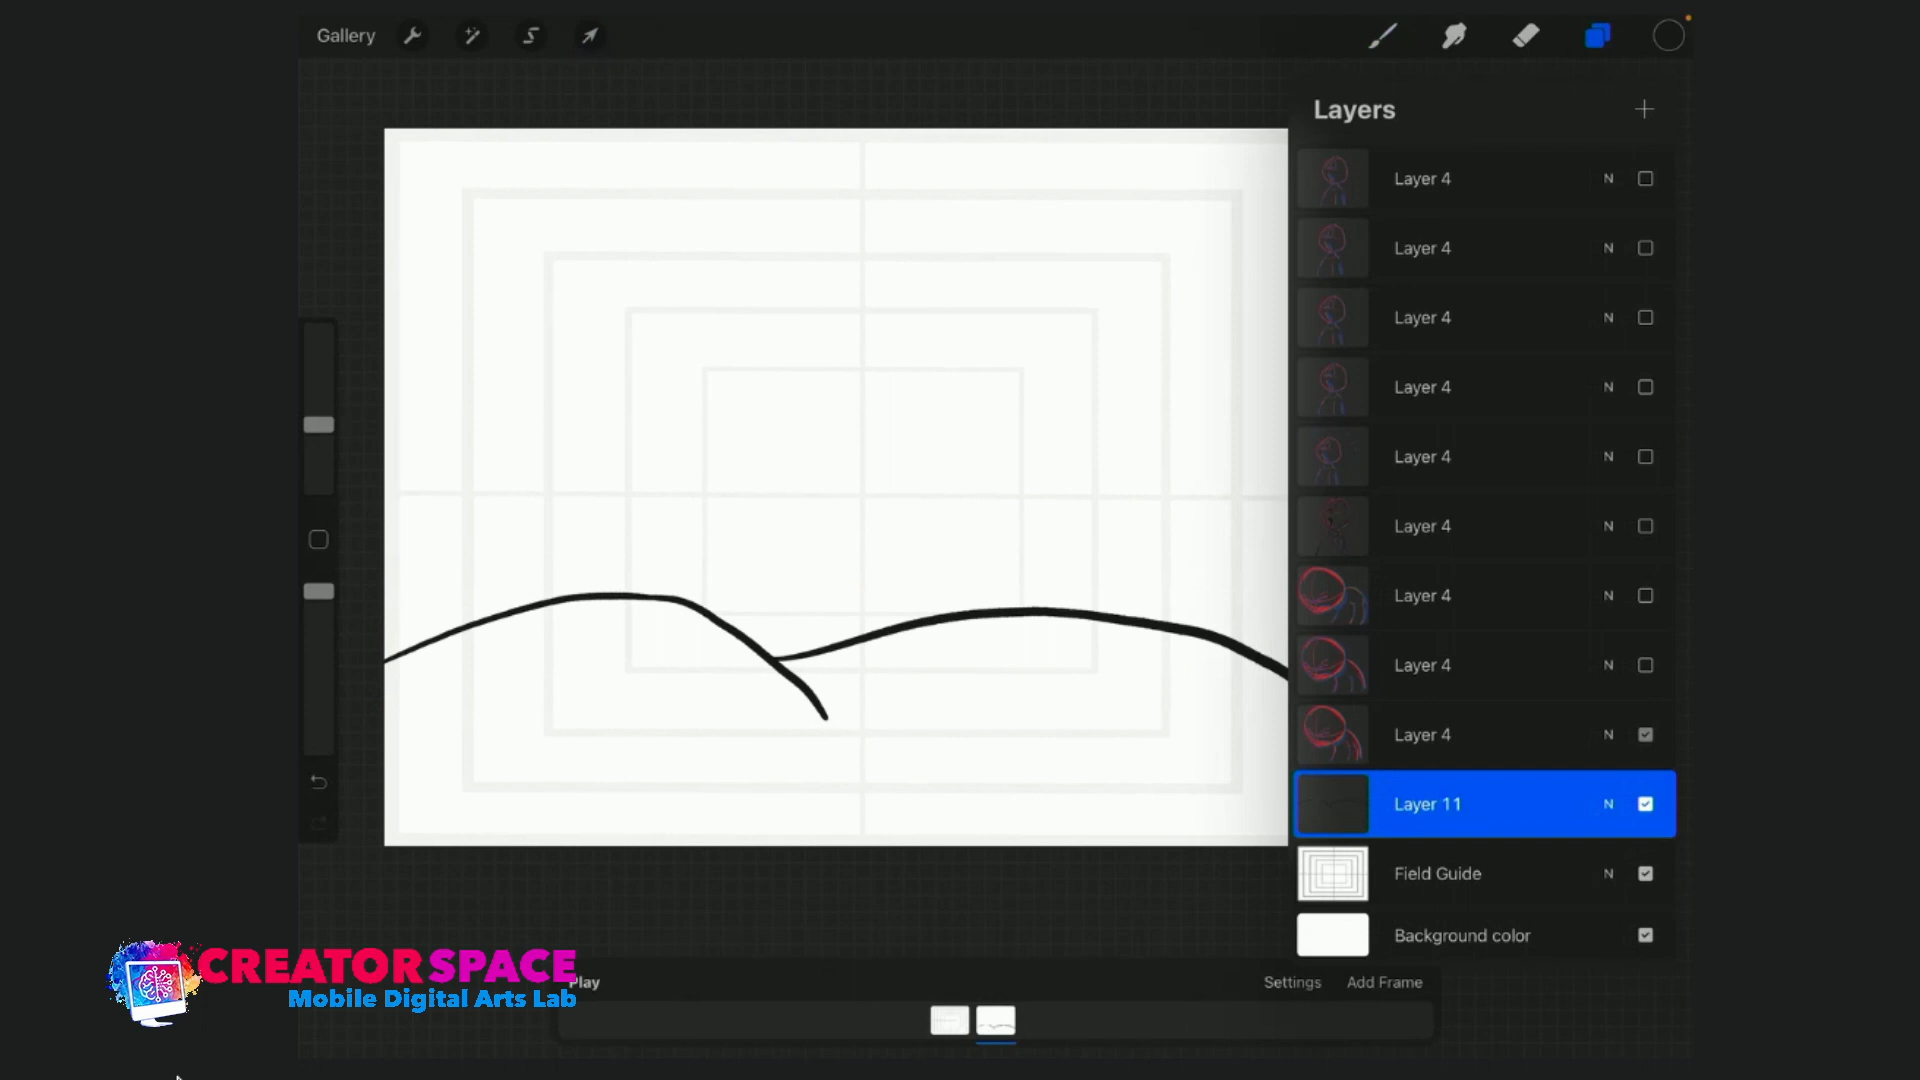 Gallery
Layers
Layer 4 N
Layer 4 N
Layer 4 N
Layer 4 N
Layer 4 N
Layer 4 N
Layer 4 N
Layer 4 N
Layer 4 N
Layer 11 N
Field Guide N
Background color
CREATORSPACE
Mobile Digital Arts Lab
Play
Settings Add Frame